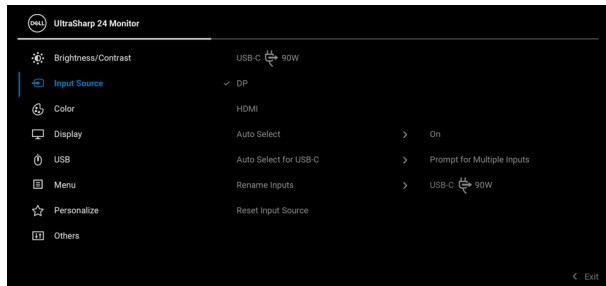 DELL UltraSharp 24 Monitor
Brightness/Contrast USB-C 90W
Input Source DP
Color HDMI
Display Auto Select On
USB Auto Select for USB-C Prompt for Multiple Inputs
Menu Rename Inputs USB-C 90W
Personalize Reset Input Source
Others
Exit